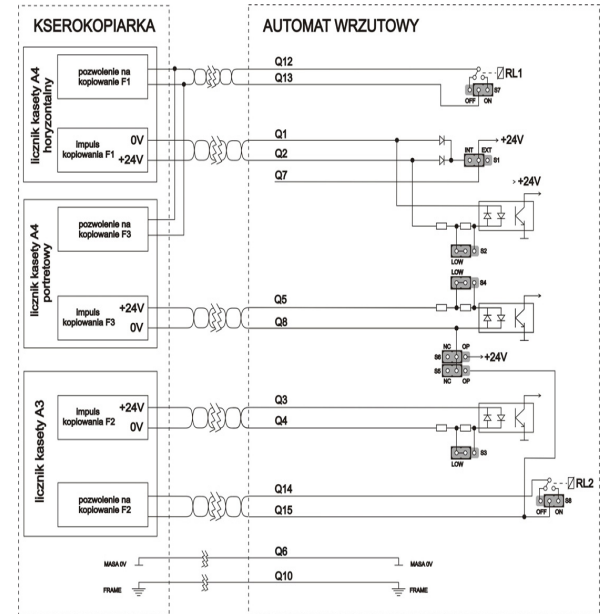 KSEROKOPIARKA
AUTOMAT WRZUTOWY
licznik kasety A4
horyzontalny
pozwolenie na
kopiowanie F1
Q12
Q13
RL1
S7
OFF ON
Impuls
kopiowania F1
0V
+24V
Q1
Q2
Q7
+24V
INT EXT
S1
+24V
licznik kasety A4
portretowy
pozwolenie na
kopiowanie F3
S2
LOW
LOW
S4
Impuls
kopiowania F3
+24V
0V
Q5
Q8
NC OP
S6
+24V
S5
NC OP
licznik kasety A3
Impuls
kopiowania F2
+24V
0V
Q3
Q4
S3
LOW
pozwolenie na
kopiowanie F2
Q14
Q15
RL2
S8
OFF ON
MASA 0V
Q6
MASA 0V
FRAME
Q10
FRAME